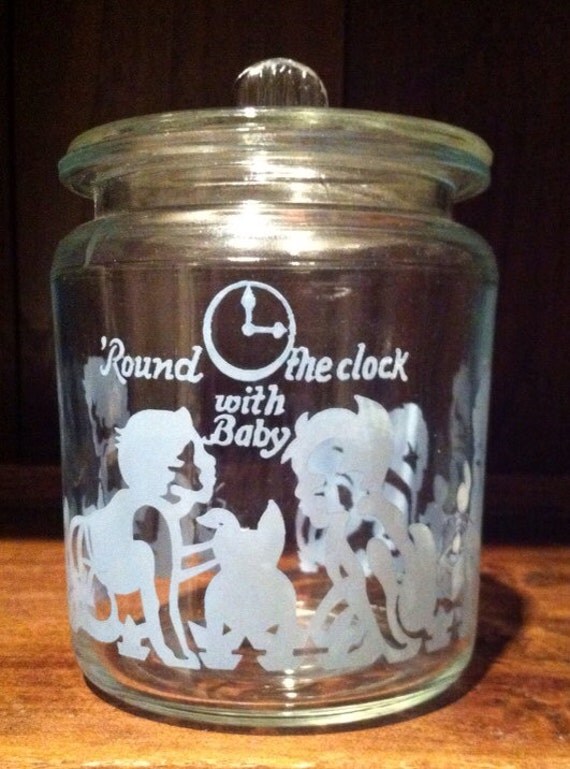 'Round the clock
with
Baby